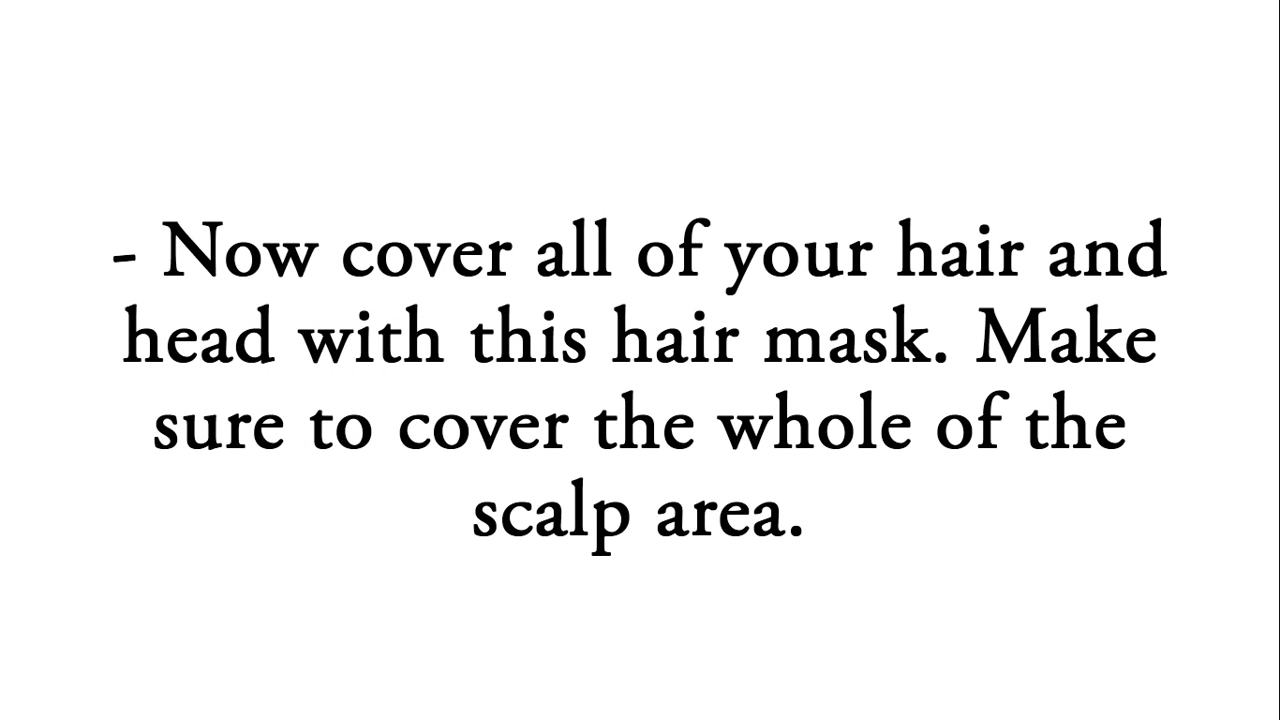 - Now cover all of your hair and
head with this hair mask. Make
sure to cover the whole of the
scalp area.